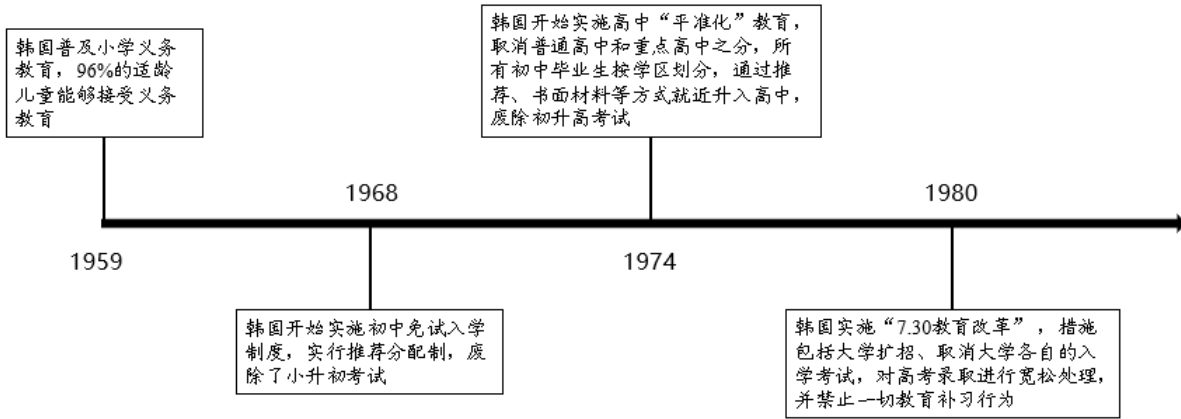 韩国普及小学义务
教育，96%的适龄
儿童能够接受义务
教育
韩国开始实施高中“平准化”教育，
取消普通高中和重点高中之分，所
有初中毕业生按学区划分，通过推
荐、书面材料等方式就近升入高中，
废除初升高考试
1968
1980
1959
1974
韩国开始实施初中免试入学
制度，实行推荐分配制，废
除了小升初考试
韩国实施“7.30教育改革”，措施
包括大学扩招、取消大学各自的入
学考试，对高考录取进行宽松处理，
并禁止一切教育补习行为